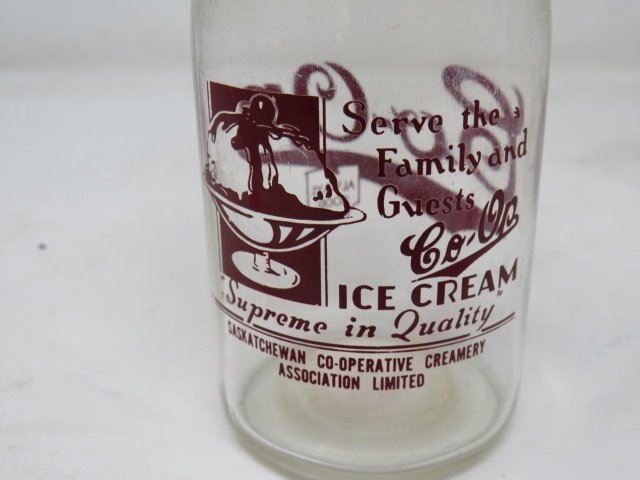 Serve the
Family and
Guests
Co-Op
ICE CREAM
"Supreme in Quality"
SASKATCHEWAN CO-OPERATIVE CREAMERY
ASSOCIATION LIMITED